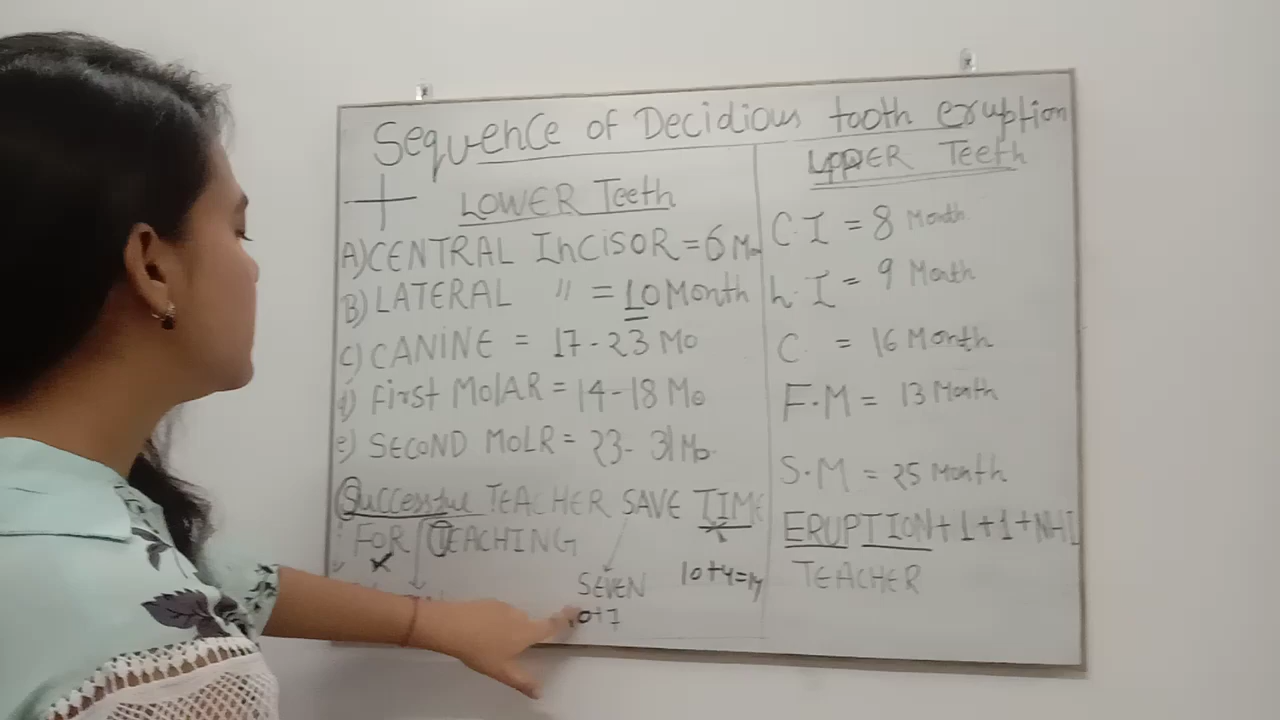 Sequence of Decidious tooth eruption
LOWER Teeth
A) CENTRAL INCISOR = 6 Mo
B) LATERAL " = 10 Month
C) CANINE = 17-23 Mo
d) First MOLAR = 14-18 Mo
e) SECOND MOLR = 23-31 Mo
Successful TEACHER SAVE TIME
FOR TEACHING
SEVEN 10+4=14
10+7
UPPER Teeth
C.I = 8 Month
L.I = 9 Month
C. = 16 Month
F.M = 13 Month
S.M = 25 Month
ERUPTION+1+1+NHI
TEACHER